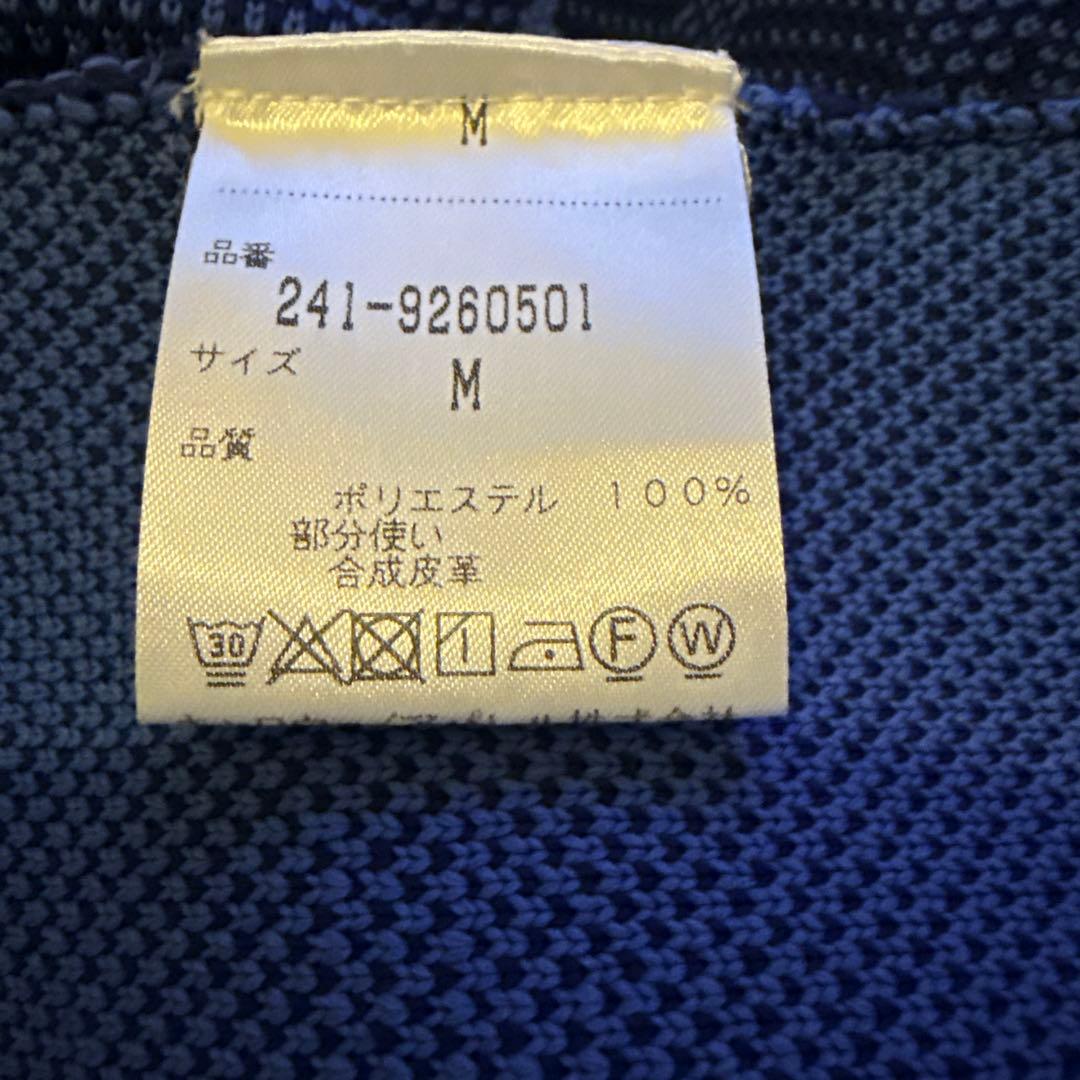 M
品番
241-9260501
サイズ
M
品質
ポリエステル 100%
部分使い
合成皮革
30 F W